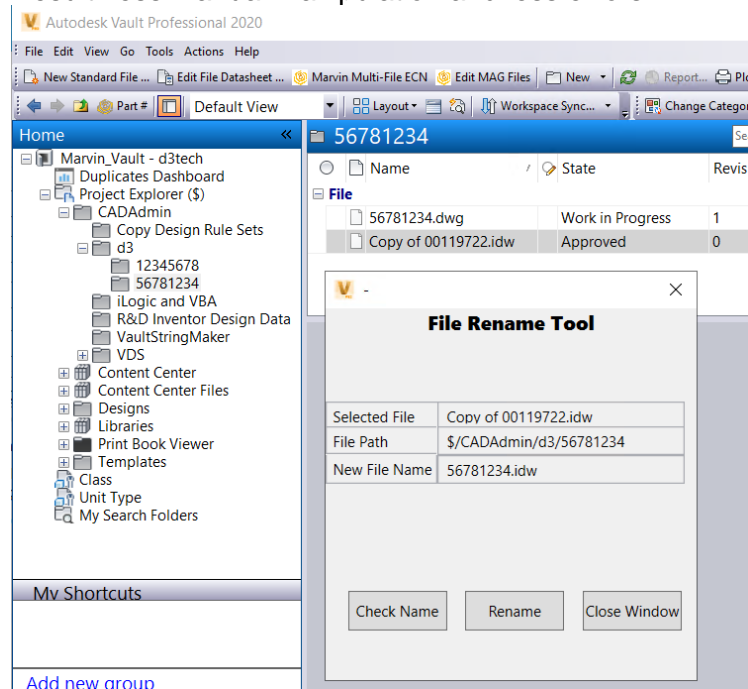 Autodesk Vault Professional 2020
File Edit View Go Tools Actions Help
New Standard File ... Edit File Datasheet ... Marvin Multi-File ECN Edit MAG Files New Report...
Part # Default View Layout Workspace Sync...
Home «
56781234
Marvin_Vault - d3tech
Duplicates Dashboard
Project Explorer ($)
CADAdmin
Copy Design Rule Sets
d3
12345678
56781234
iLogic and VBA
R&D Inventor Design Data
VaultStringMaker
VDS
Content Center
Content Center Files
Designs
Libraries
Print Book Viewer
Templates
Class
Unit Type
My Search Folders
My Shortcuts
Add new group
Name / State
File
56781234.dwg Work in Progress 1
Copy of 00119722.idw Approved 0
-
File Rename Tool
Selected File Copy of 00119722.idw
File Path $/CADAdmin/d3/56781234
New File Name 56781234.idw
Check Name Rename Close Window